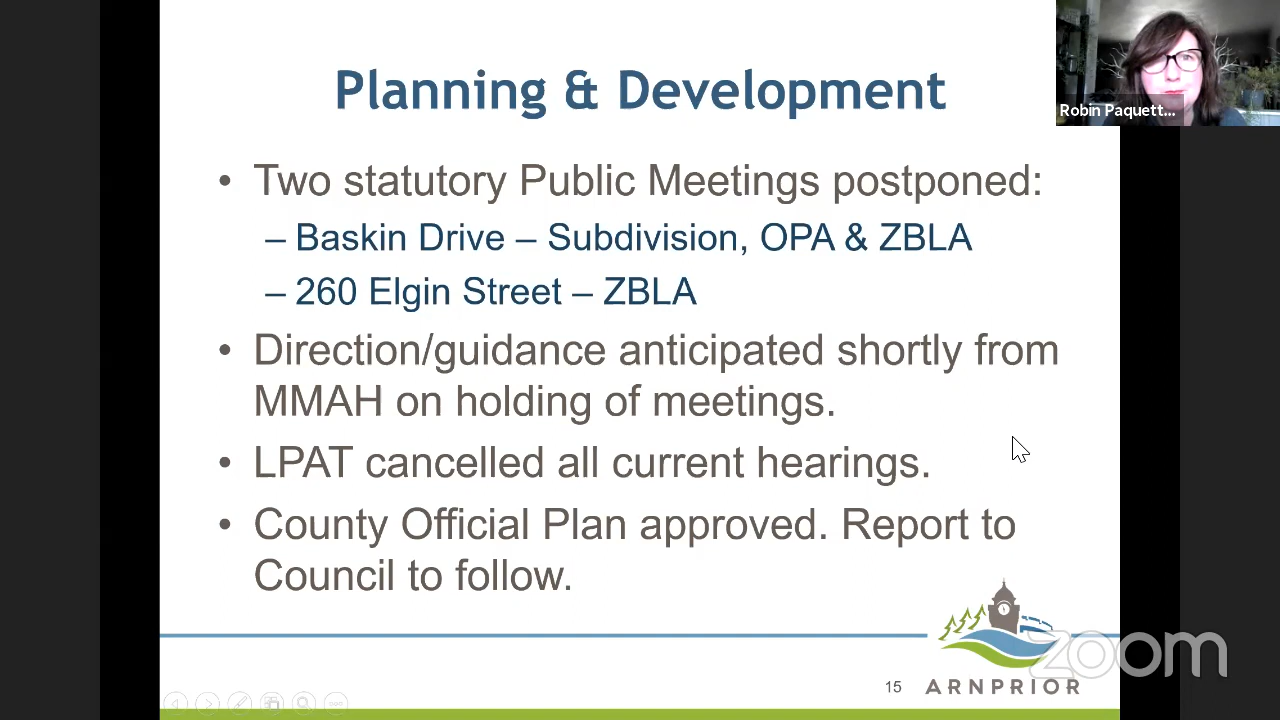 Planning & Development
Robin Paquett...
• Two statutory Public Meetings postponed:
– Baskin Drive – Subdivision, OPA & ZBLA
– 260 Elgin Street – ZBLA
• Direction/guidance anticipated shortly from
MMAH on holding of meetings.
• LPAT cancelled all current hearings.
• County Official Plan approved. Report to
Council to follow.
zoom
15
ARNPRIOR